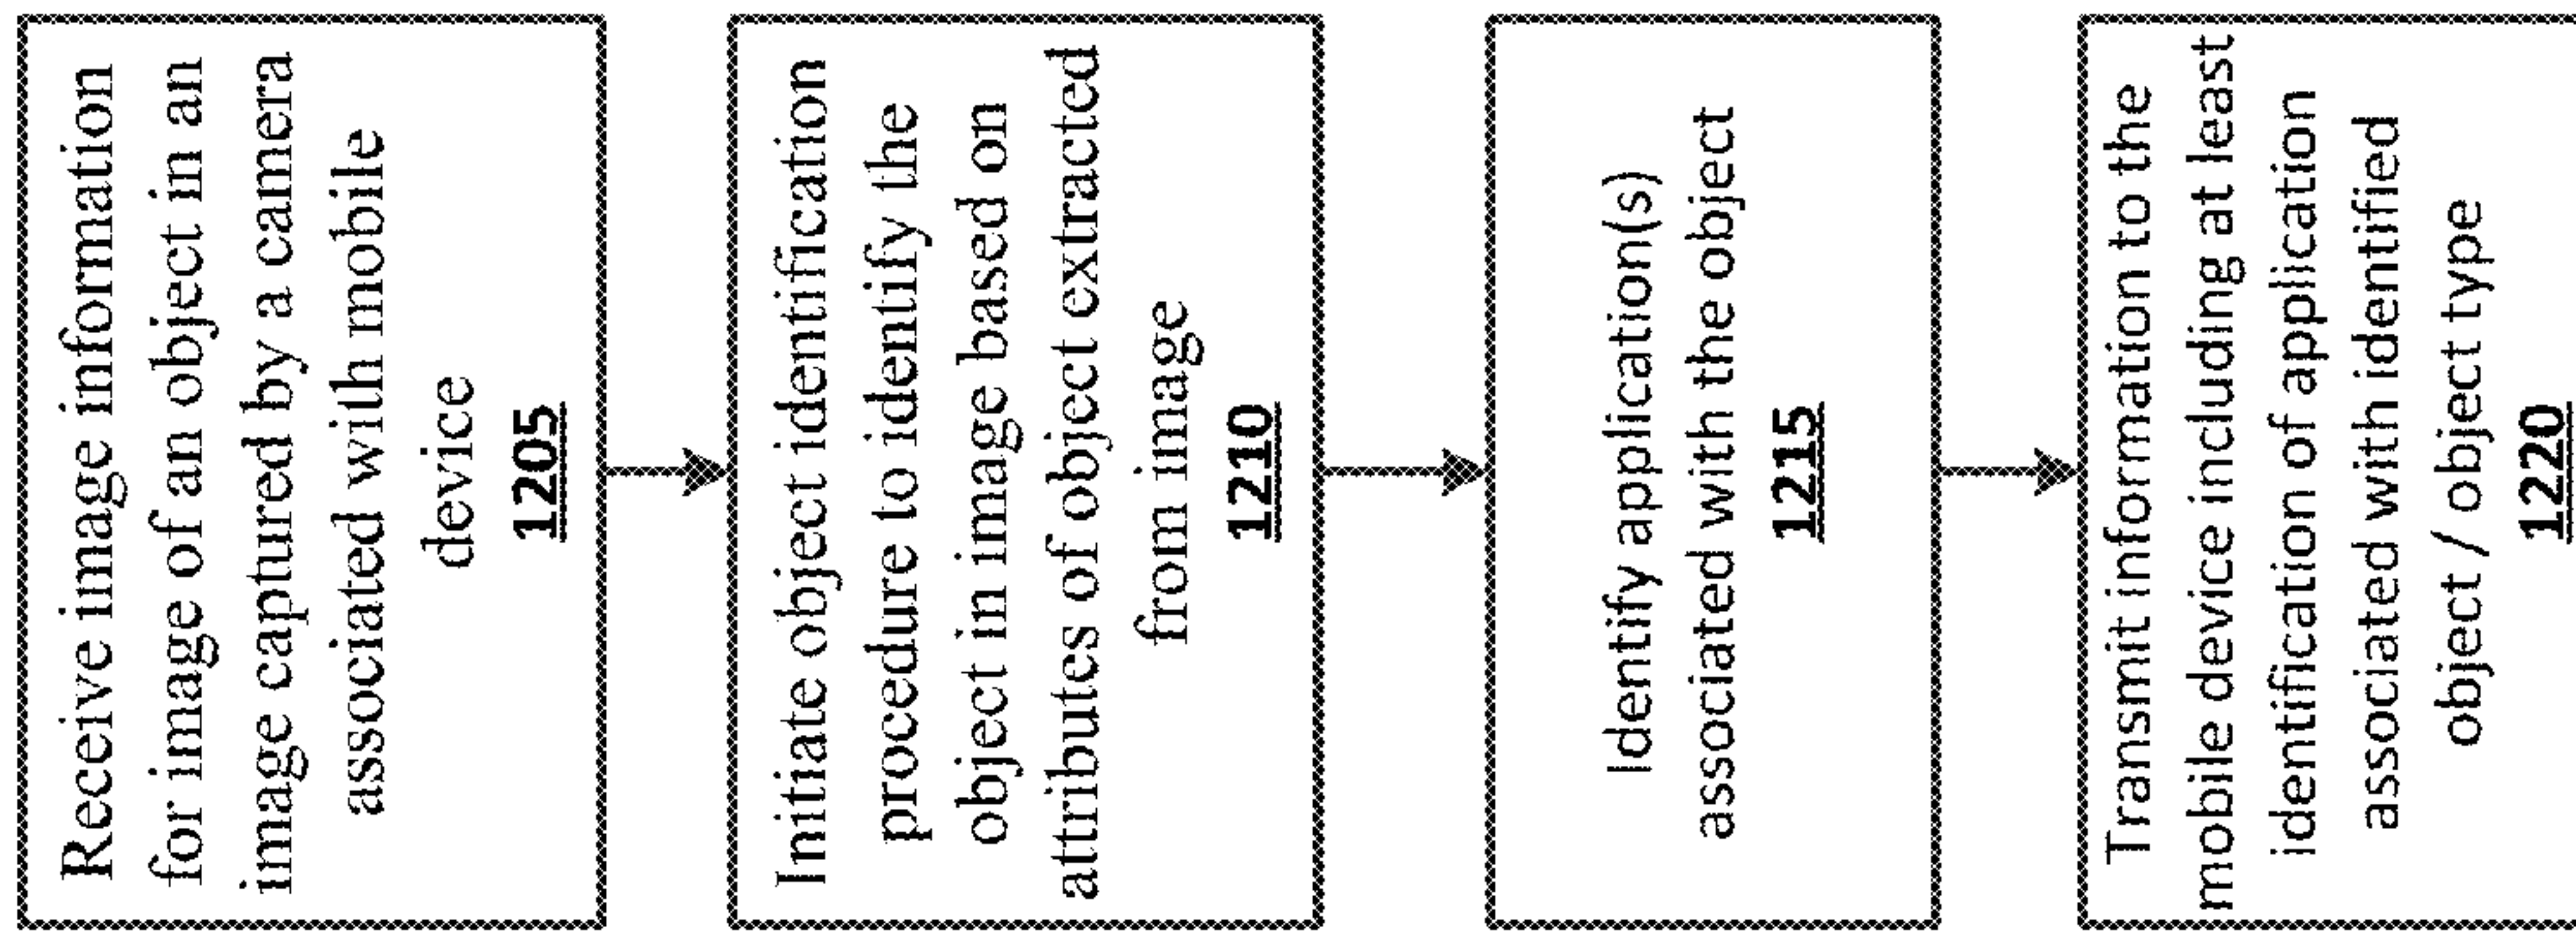 Receive image information
for image of an object in an
image captured by a camera
associated with mobile
device
1205
Initiate object identification
procedure to identify the
object in image based on
attributes of object extracted
from image
1210
Identify application(s)
associated with the object
1215
Transmit information to the
mobile device including at least
identification of application
associated with identified
object / object type
1220